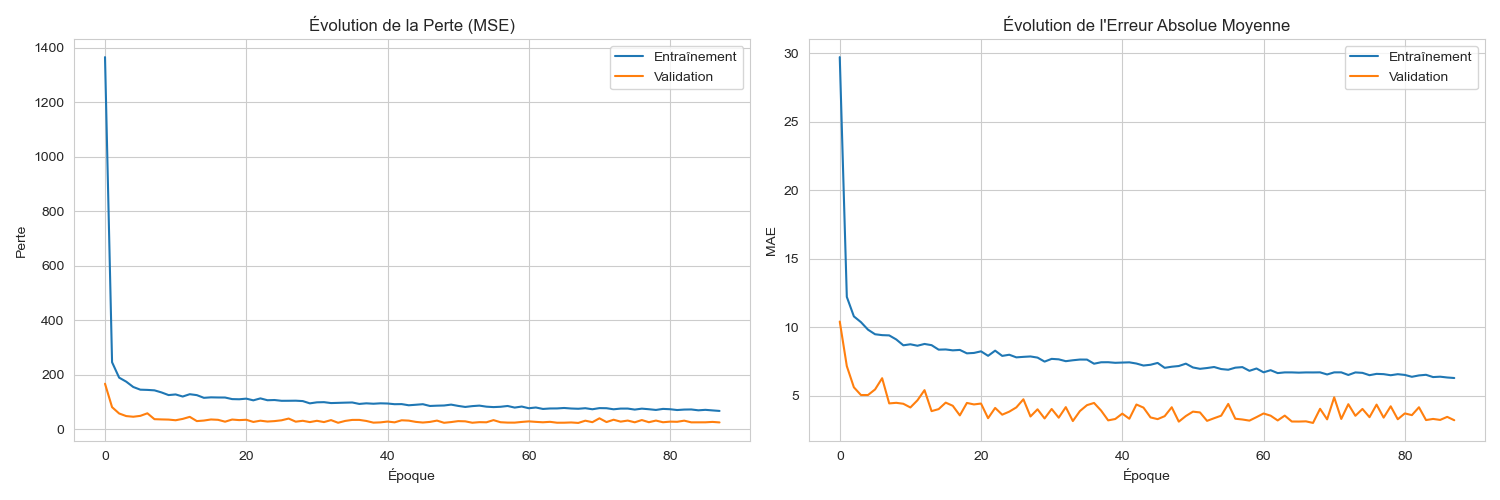 Évolution de la Perte (MSE)
1400
1200
1000
800
600
400
200
0
Perte
0 20 40 60 80
Époque
Entraînement
Validation
Évolution de l'Erreur Absolue Moyenne
30
25
20
15
10
5
MAE
0 20 40 60 80
Époque
Entraînement
Validation